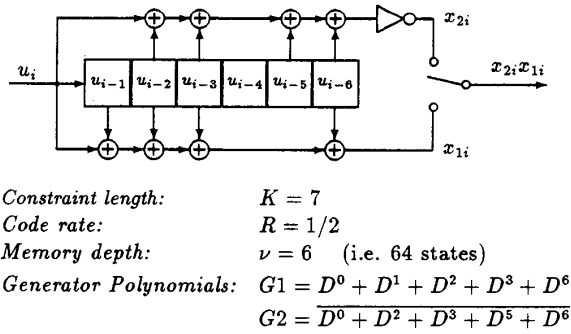 x₂ᵢ
uᵢ
uᵢ₋₁ uᵢ₋₂ uᵢ₋₃ uᵢ₋₄ uᵢ₋₅ uᵢ₋₆
x₂ᵢx₁ᵢ
x₁ᵢ
Constraint length: K = 7
Code rate: R = 1/2
Memory depth: ν = 6 (i.e. 64 states)
Generator Polynomials: G1 = D⁰ + D¹ + D² + D³ + D⁶
G2 = \overline{D⁰ + D² + D³ + D⁵ + D⁶}